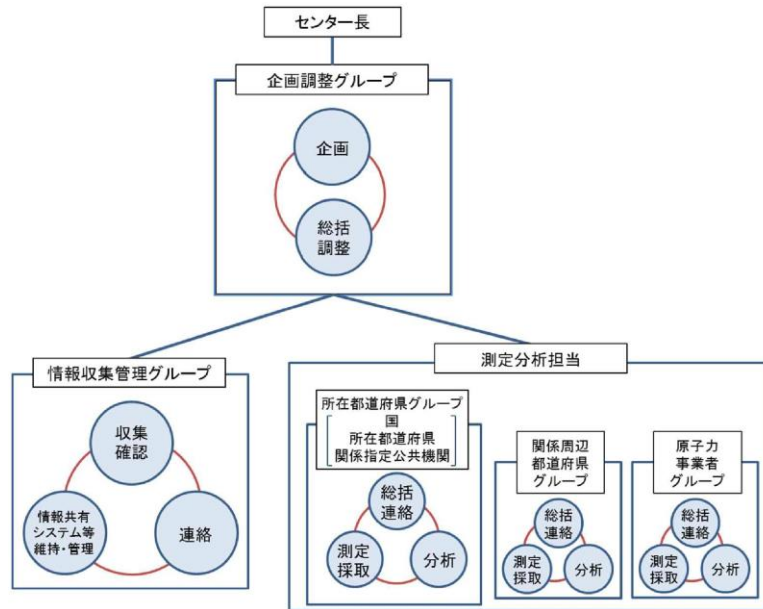 センター長
企画調整グループ
企画
総括
調整
情報収集管理グループ
収集
確認
情報共有
システム等
維持・管理
連絡
測定分析担当
所在都道府県グループ
国
所在都道府県
関係指定公共機関
総括
連絡
測定
採取
分析
関係周辺
都道府県
グループ
総括
連絡
測定
採取
分析
原子力
事業者
グループ
総括
連絡
測定
採取
分析